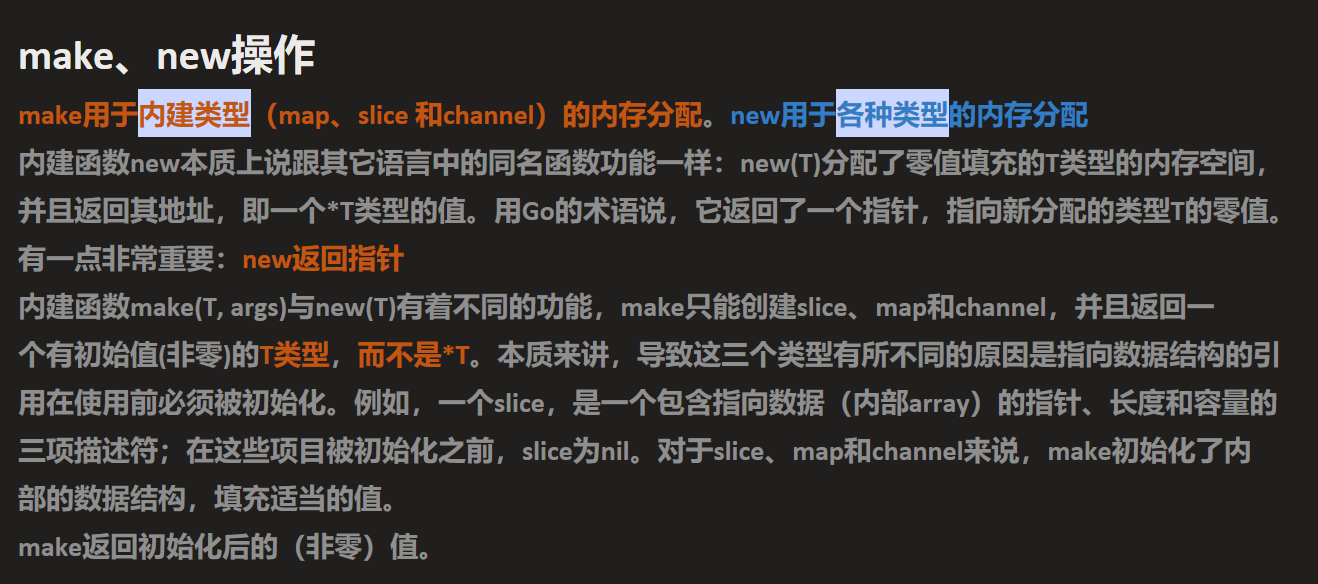 make、new操作
make用于内建类型（map、slice 和channel）的内存分配。new用于各种类型的内存分配
内建函数new本质上说跟其它语言中的同名函数功能一样：new(T)分配了零值填充的T类型的内存空间，
并且返回其地址，即一个*T类型的值。用Go的术语说，它返回了一个指针，指向新分配的类型T的零值。
有一点非常重要：new返回指针
内建函数make(T, args)与new(T)有着不同的功能，make只能创建slice、map和channel，并且返回一
个有初始值(非零)的T类型，而不是*T。本质来讲，导致这三个类型有所不同的原因是指向数据结构的引
用在使用前必须被初始化。例如，一个slice，是一个包含指向数据（内部array）的指针、长度和容量的
三项描述符；在这些项目被初始化之前，slice为nil。对于slice、map和channel来说，make初始化了内
部的数据结构，填充适当的值。
make返回初始化后的（非零）值。